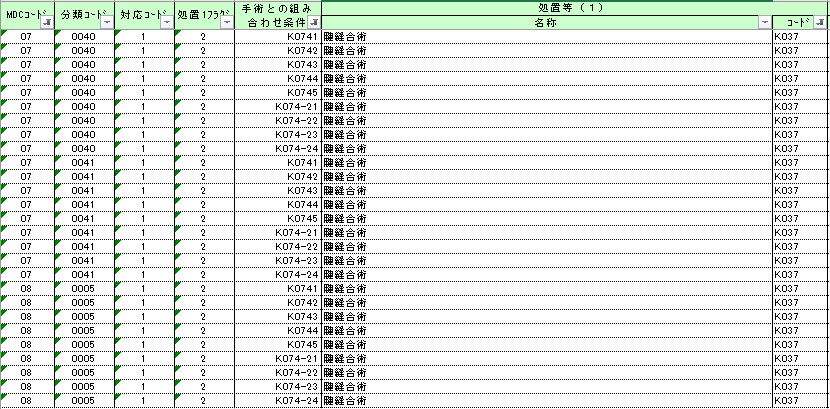 MDCコード 分類コード 対応コード 処置1フラグ 手術との組み合わせ条件 処置等（１）
名称 コード
07 0040 1 2 K0741 腱縫合術 K037
07 0040 1 2 K0742 腱縫合術 K037
07 0040 1 2 K0743 腱縫合術 K037
07 0040 1 2 K0744 腱縫合術 K037
07 0040 1 2 K0745 腱縫合術 K037
07 0040 1 2 K074-21 腱縫合術 K037
07 0040 1 2 K074-22 腱縫合術 K037
07 0040 1 2 K074-23 腱縫合術 K037
07 0040 1 2 K074-24 腱縫合術 K037
07 0041 1 2 K0741 腱縫合術 K037
07 0041 1 2 K0742 腱縫合術 K037
07 0041 1 2 K0743 腱縫合術 K037
07 0041 1 2 K0744 腱縫合術 K037
07 0041 1 2 K0745 腱縫合術 K037
07 0041 1 2 K074-21 腱縫合術 K037
07 0041 1 2 K074-22 腱縫合術 K037
07 0041 1 2 K074-23 腱縫合術 K037
07 0041 1 2 K074-24 腱縫合術 K037
08 0005 1 2 K0741 腱縫合術 K037
08 0005 1 2 K0742 腱縫合術 K037
08 0005 1 2 K0743 腱縫合術 K037
08 0005 1 2 K0744 腱縫合術 K037
08 0005 1 2 K0745 腱縫合術 K037
08 0005 1 2 K074-21 腱縫合術 K037
08 0005 1 2 K074-22 腱縫合術 K037
08 0005 1 2 K074-23 腱縫合術 K037
08 0005 1 2 K074-24 腱縫合術 K037